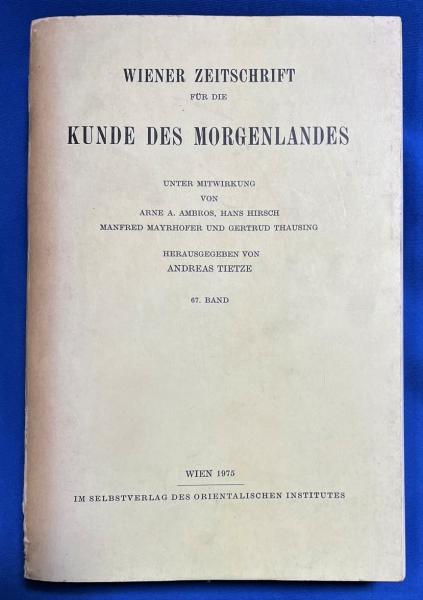 WIENER ZEITSCHRIFT
FÜR DIE
KUNDE DES MORGENLANDES
UNTER MITWIRKUNG
VON
ARNE A. AMBROS, HANS HIRSCH
MANFRED MAYRHOFER UND GERTRUD THAUSING
HERAUSGEGEBEN VON
ANDREAS TIETZE
67. BAND
WIEN 1975
IM SELBSTVERLAG DES ORIENTALISCHEN INSTITUTES